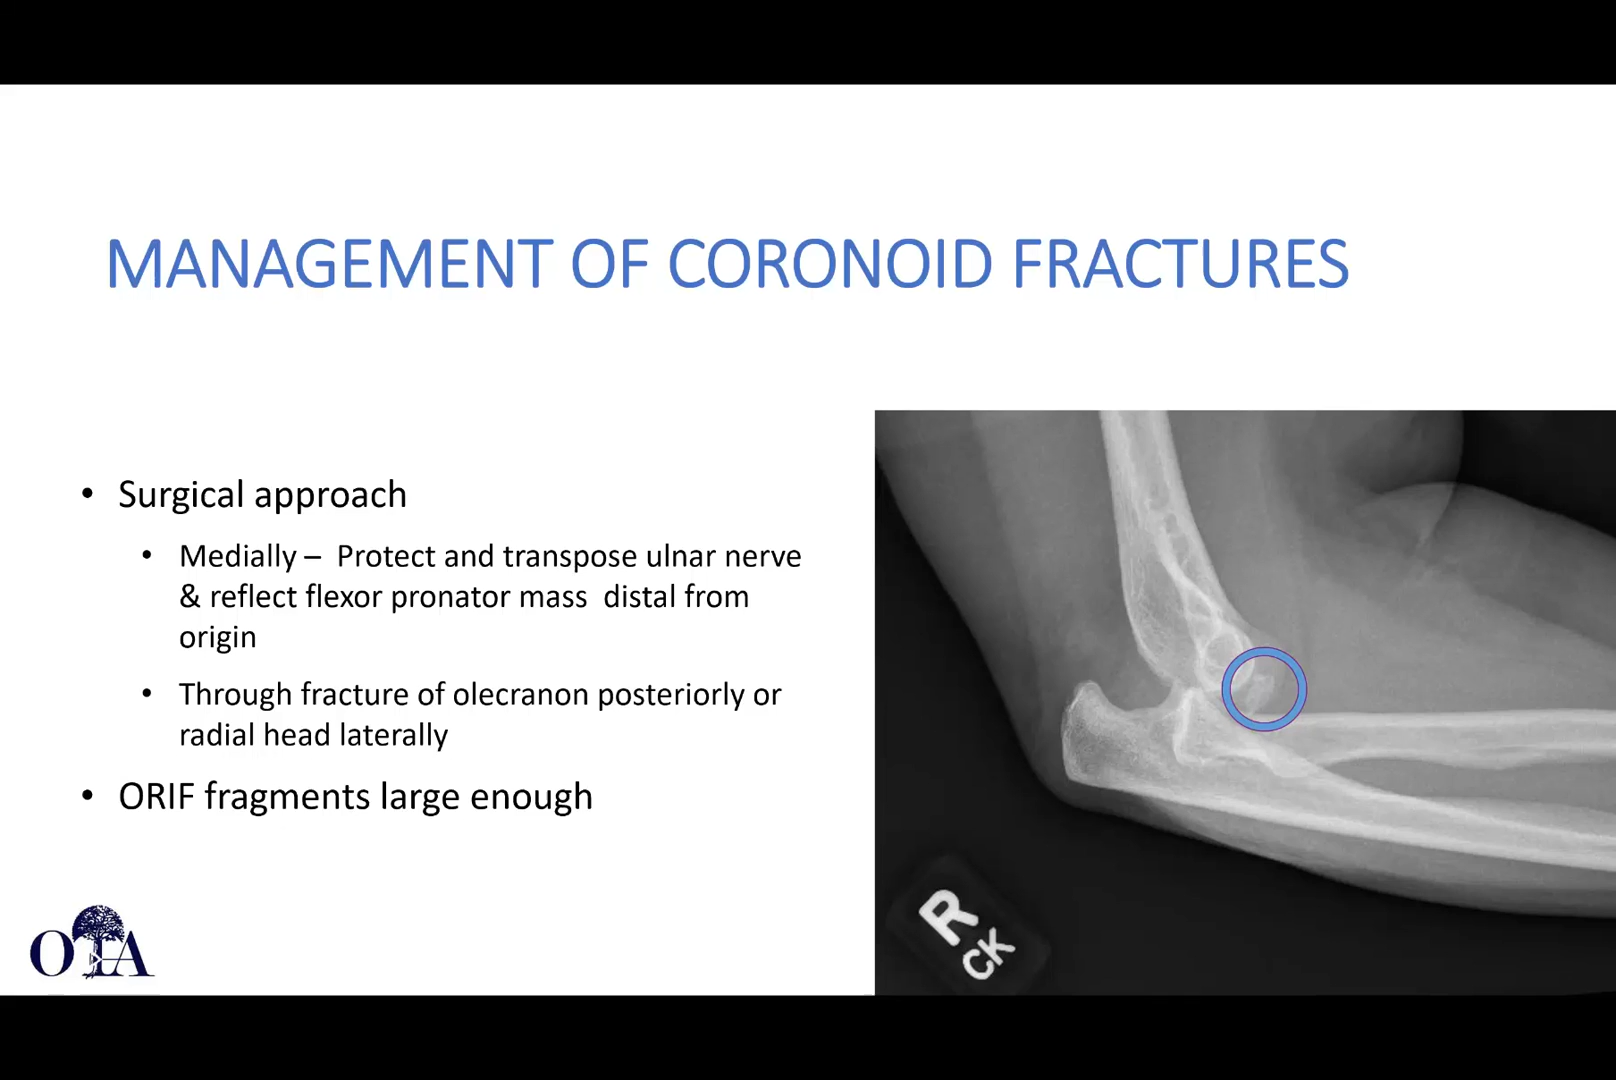 MANAGEMENT OF CORONOID FRACTURES
• Surgical approach
• Medially – Protect and transpose ulnar nerve
& reflect flexor pronator mass distal from
origin
• Through fracture of olecranon posteriorly or
radial head laterally
• ORIF fragments large enough
R
CK
OTA